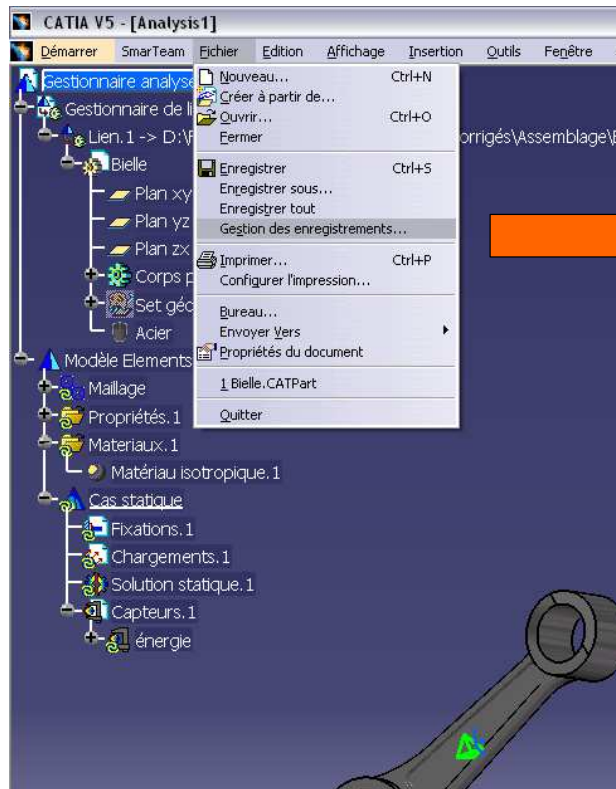 CATIA V5 - [Analysis1]
Démarrer SmarTeam Fichier Edition Affichage Insertion Outils Fenêtre
Gestionnaire analyse
Nouveau... Ctrl+N
Créer à partir de...
Gestionnaire de li
Ouvrir... Ctrl+O
Lien.1 -> D:\ Fermer orrigés\Assemblage\
Bielle
Enregistrer Ctrl+S
Enregistrer sous...
Plan xy
Enregistrer tout
Plan yz
Gestion des enregistrements...
Plan zx
Imprimer... Ctrl+P
Corps p
Configurer l'impression...
Set géo
Bureau...
Acier
Envoyer Vers
Propriétés du document
Modèle Elements
1 Bielle.CATPart
Maillage
Propriétés.1
Quitter
Materiaux.1
Matériau isotropique.1
Cas statique
Fixations.1
Chargements.1
Solution statique.1
Capteurs.1
énergie